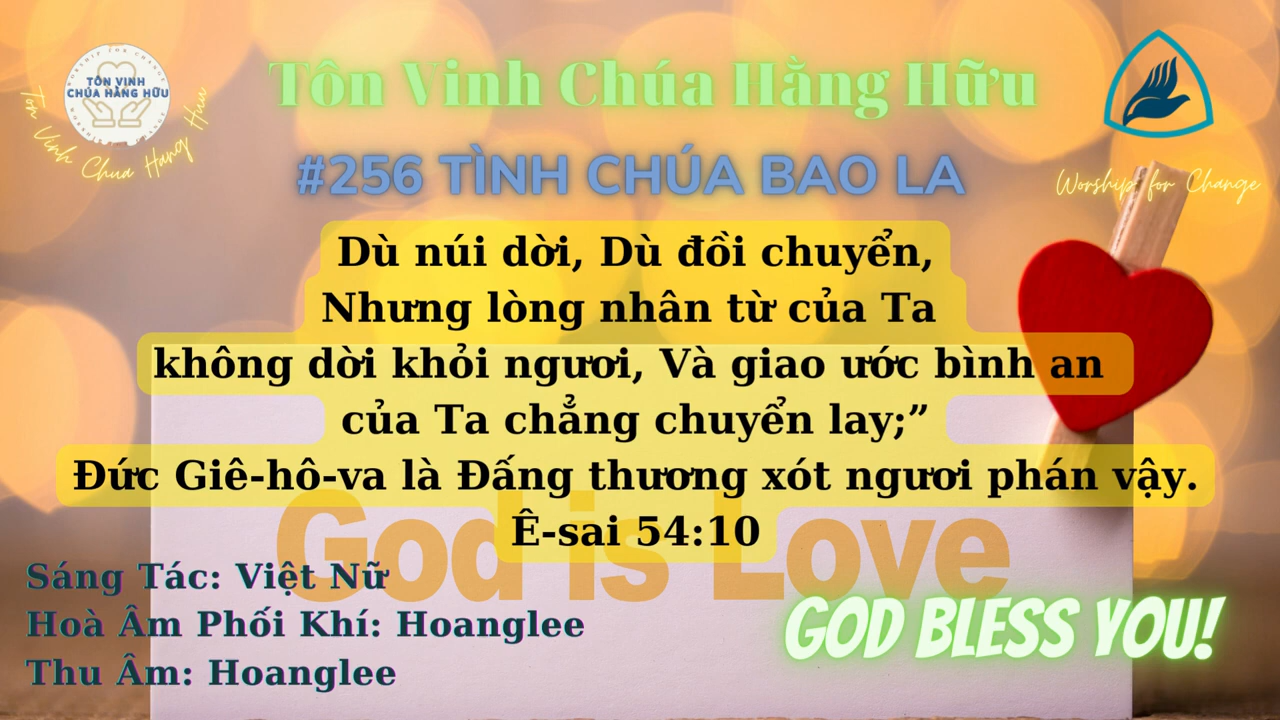 TÔN VINH
CHÚA HẰNG HỮU
Tôn Vinh Chua Hang Huu
Tôn Vinh Chúa Hằng Hữu
Worship for Change
#256 TÌNH CHÚA BAO LA
Dù núi dời, Dù đồi chuyển,
Nhưng lòng nhân từ của Ta
không dời khỏi ngươi, Và giao ước bình an
của Ta chẳng chuyển lay;”
Đức Giê-hô-va là Đấng thương xót ngươi phán vậy.
Ê-sai 54:10
God is Love
Sáng Tác: Việt Nữ
Hoà Âm Phối Khí: Hoanglee
Thu Âm: Hoanglee
GOD BLESS YOU!